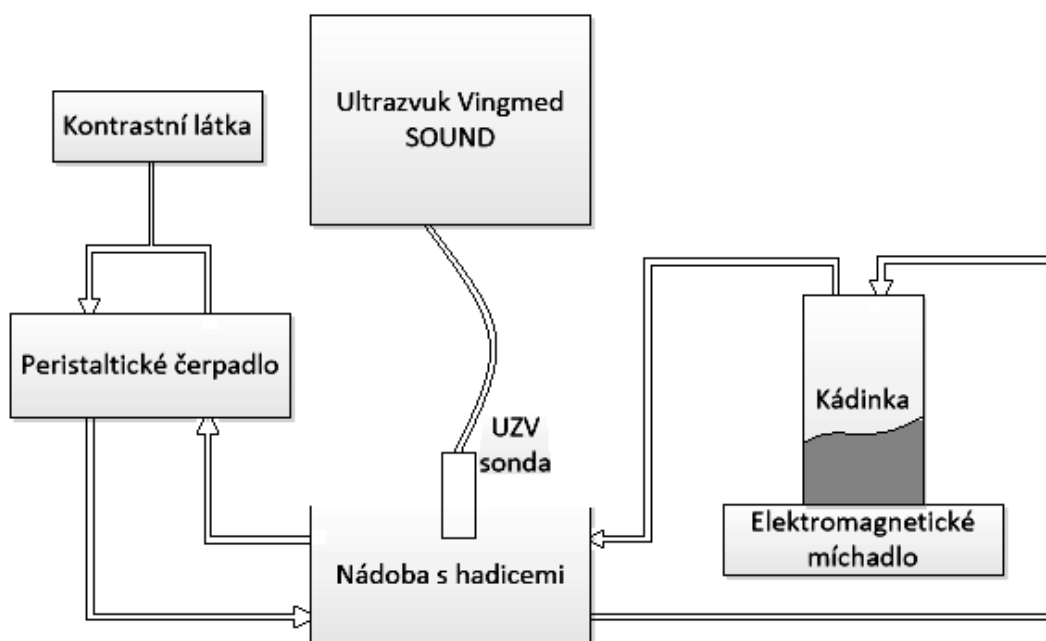 Ultrazvuk Vingmed
SOUND
Kontrastní látka
Peristaltické čerpadlo
UZV
sonda
Kádinka
Nádoba s hadicemi
Elektromagnetické
míchadlo